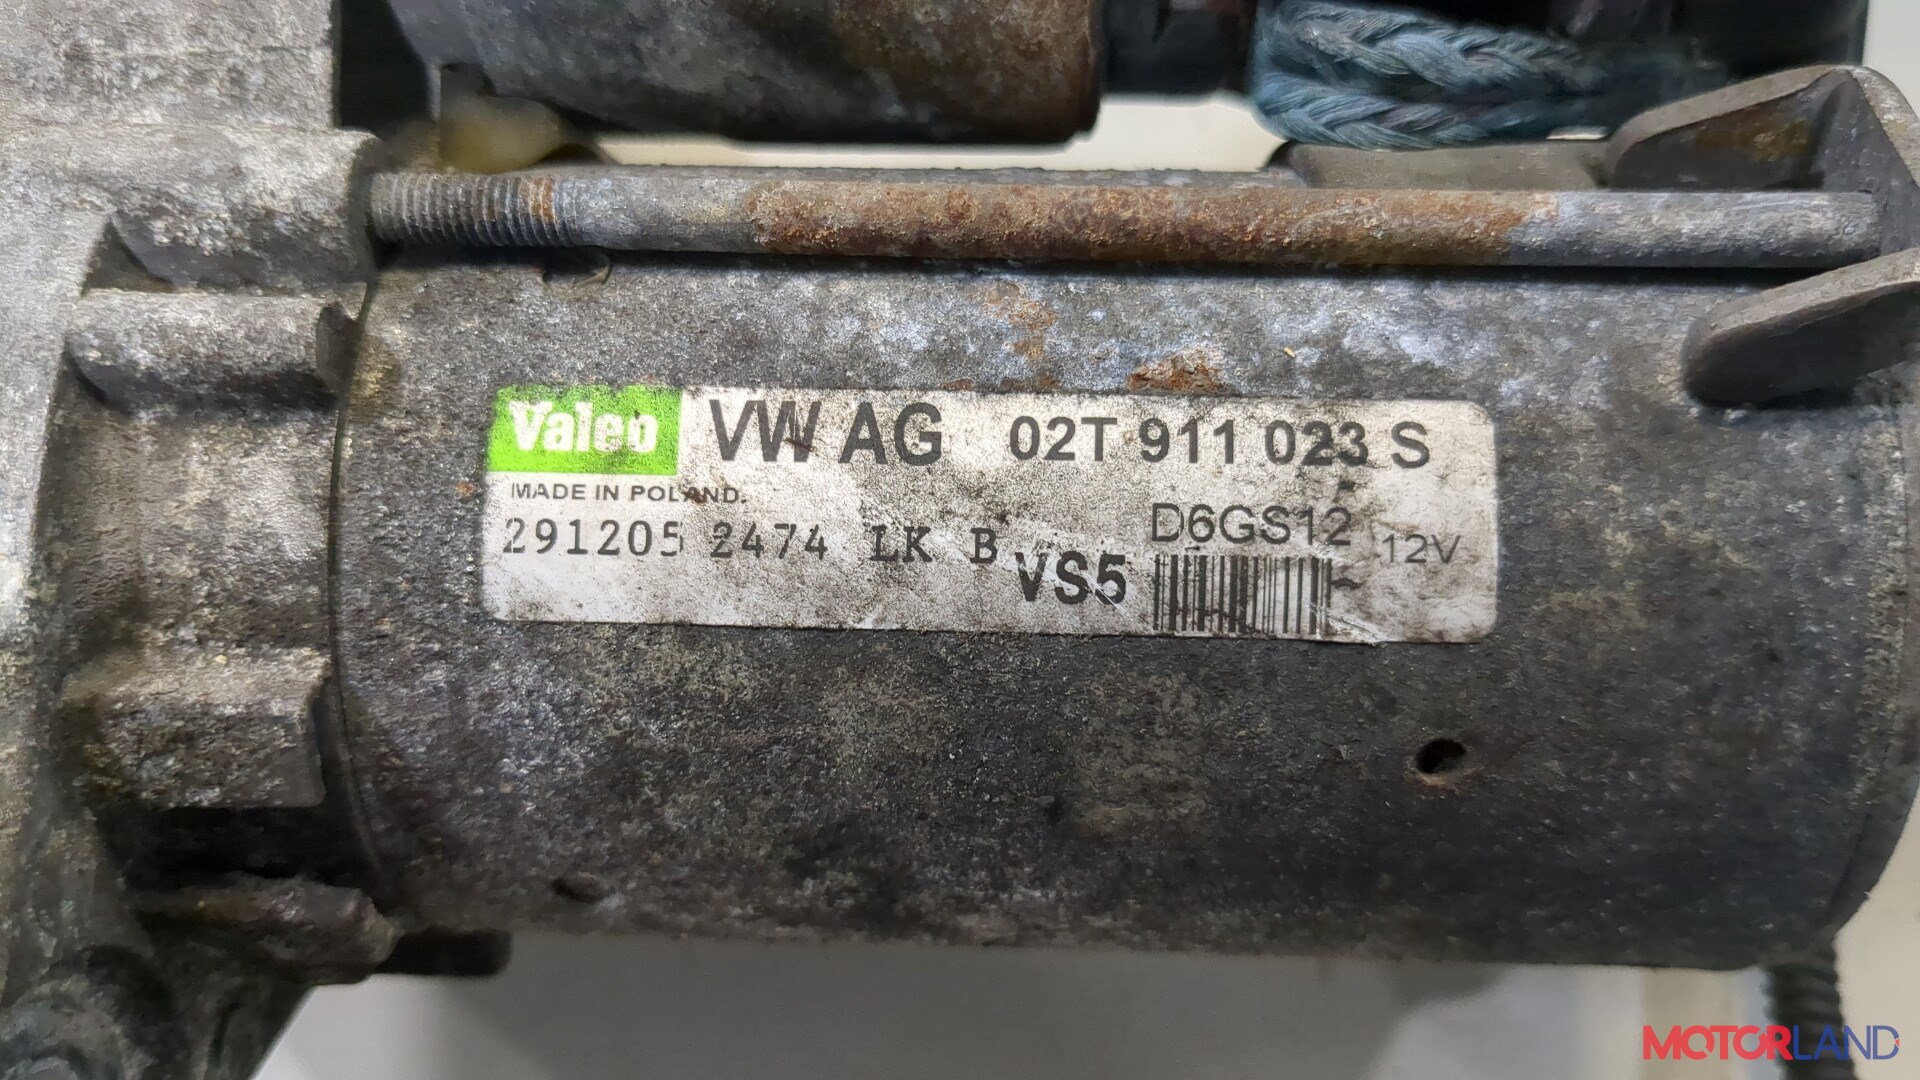 Valeo VW AG 02T 911 023 S
MADE IN POLAND.
291205 2474 LK B VS5 D6GS12 12V
MOTORLAND